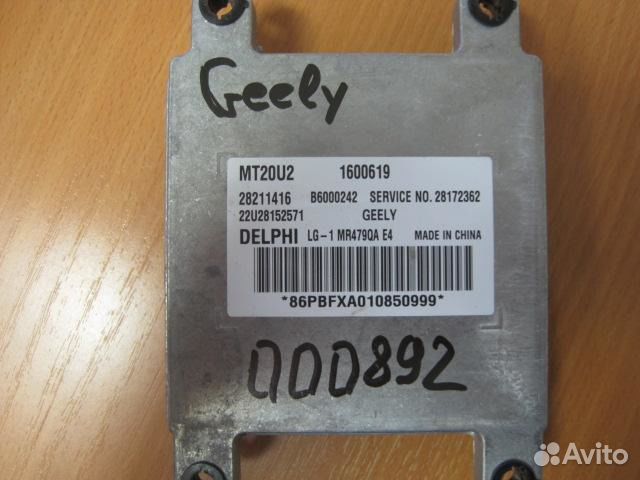 Geely
MT20U2 1600619
28211416 B6000242 SERVICE NO. 28172362
22U28152571 GEELY
DELPHI LG-1 MR479QA E4 MADE IN CHINA
*86PBFXA010850999*
000892
Avito